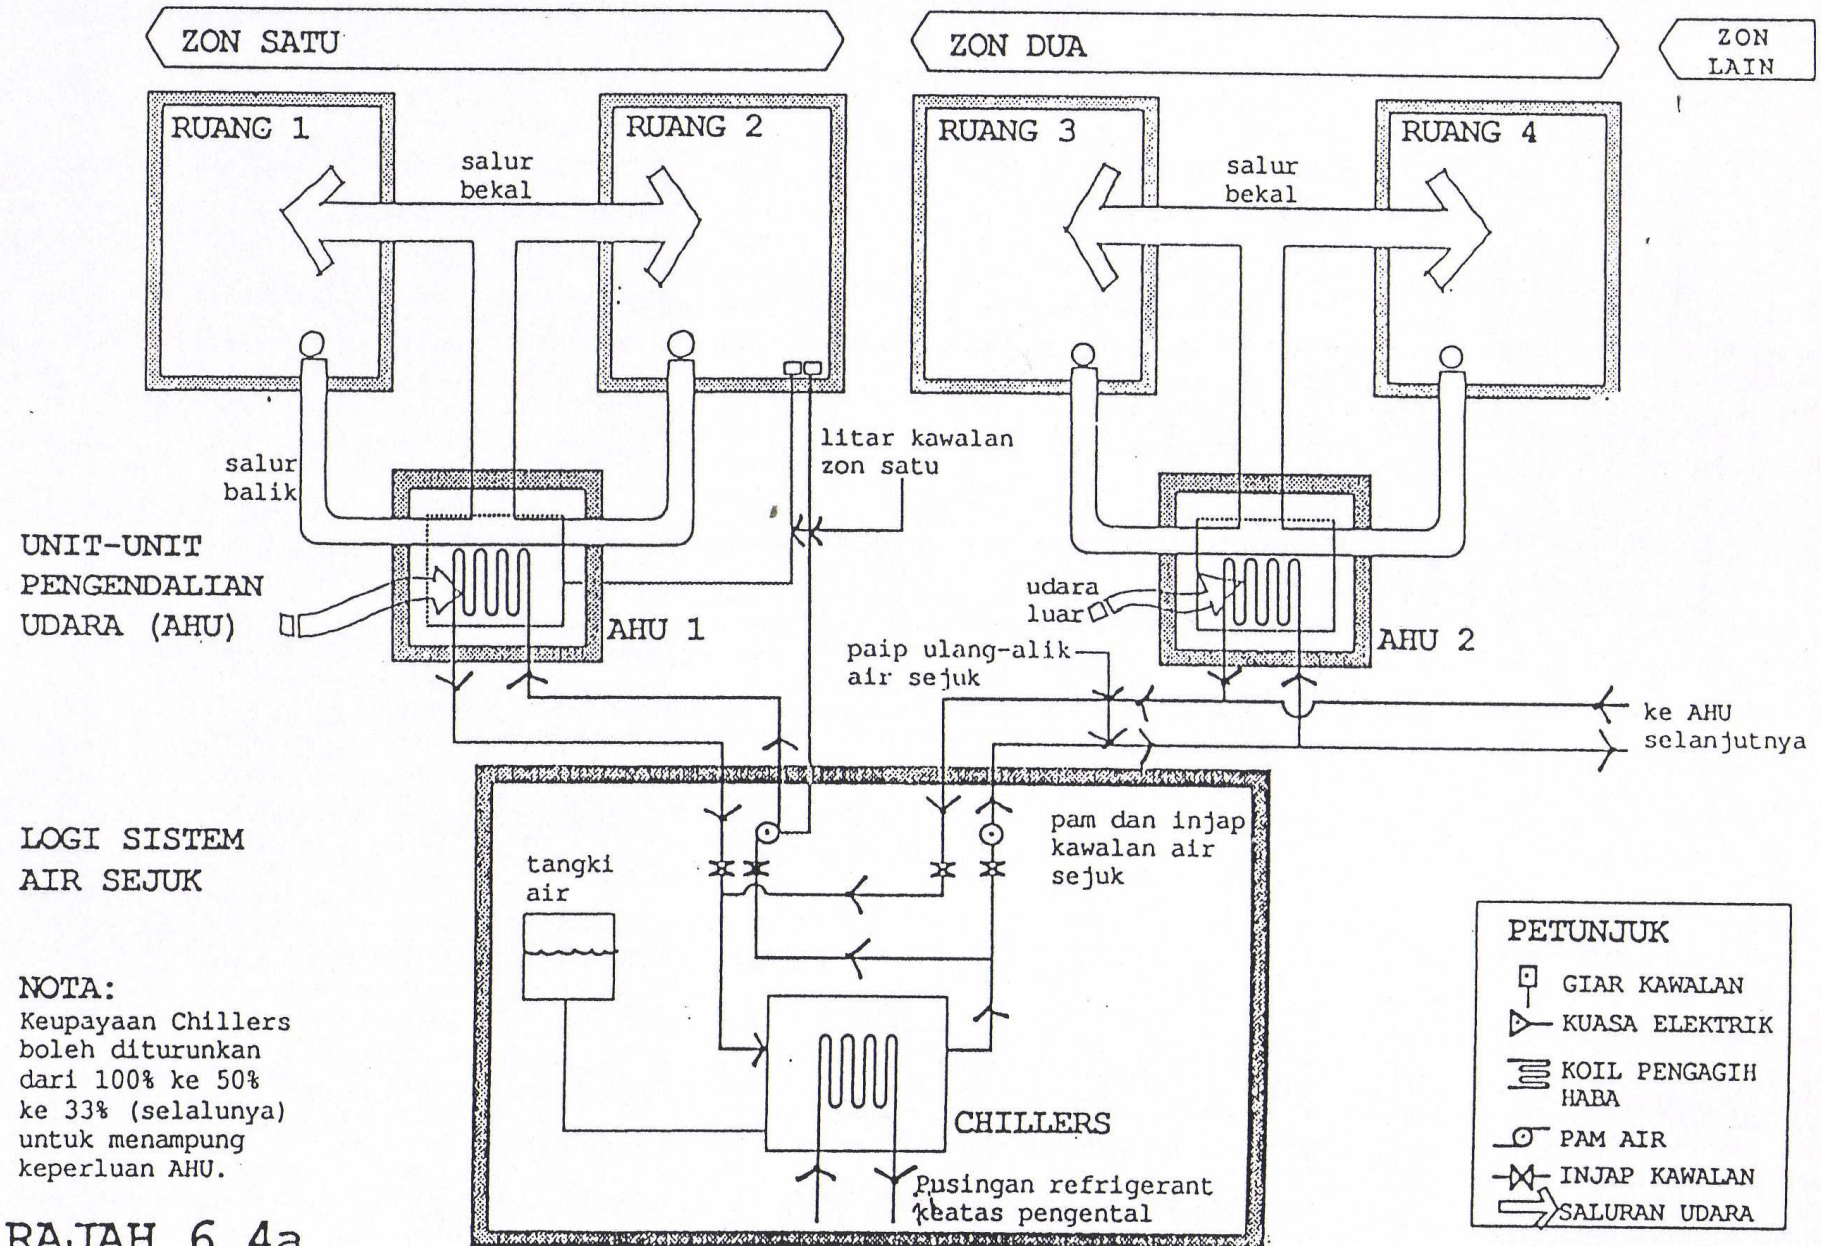 ZON SATU
ZON DUA
ZON
LAIN
RUANG 1
RUANG 2
RUANG 3
RUANG 4
salur
bekal
salur
bekal
salur
balik
litar kawalan
zon satu
UNIT-UNIT
PENGENDALIAN
UDARA (AHU)
AHU 1
udara
luar
AHU 2
paip ulang-alik
air sejuk
ke AHU
selanjutnya
LOGI SISTEM
AIR SEJUK
tangki
air
pam dan injap
kawalan air
sejuk
NOTA:
Keupayaan Chillers
boleh diturunkan
dari 100% ke 50%
ke 33% (selalunya)
untuk menampung
keperluan AHU.
CHILLERS
Pusingan refrigerant
keatas pengental
PETUNJUK
GIAR KAWALAN
KUASA ELEKTRIK
KOIL PENGAGIH
HABA
PAM AIR
INJAP KAWALAN
SALURAN UDARA
RAJAH 6.4a